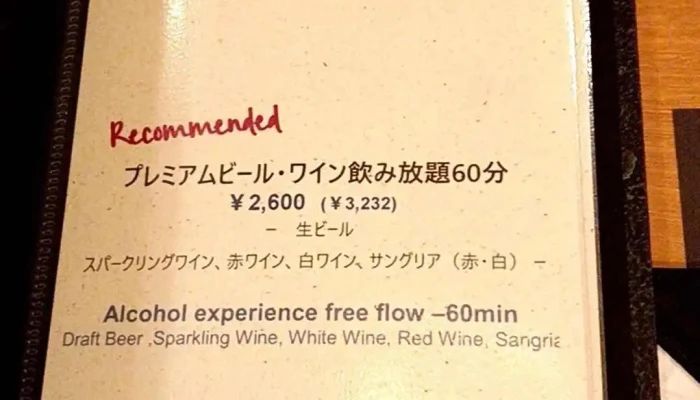 Recommended
プレミアムビール・ワイン飲み放題60分
¥2,600 (¥3,232)
− 生ビール
スパークリングワイン、赤ワイン、白ワイン、サングリア（赤・白） −
Alcohol experience free flow –60min
Draft Beer ,Sparkling Wine, White Wine, Red Wine, Sangria